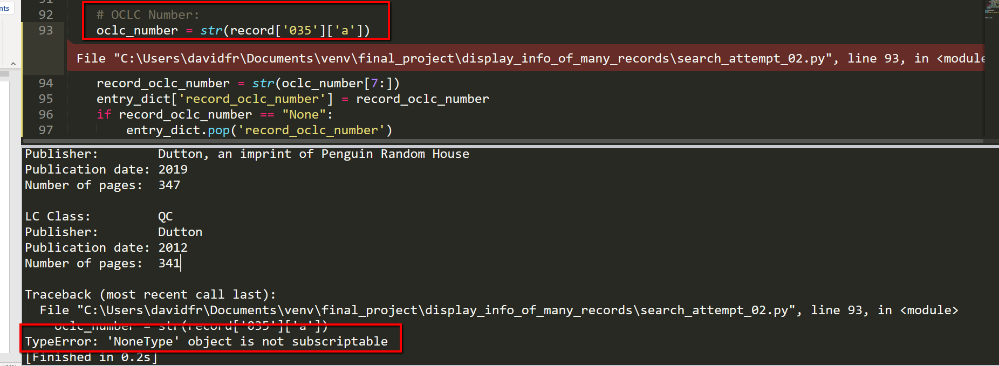 nts
91
92 # OCLC Number:
93 oclc_number = str(record['035']['a'])
File "C:\Users\davidfr\Documents\venv\final_project\display_info_of_many_records\search_attempt_02.py", line 93, in <module
94 record_oclc_number = str(oclc_number[7:])
95 entry_dict['record_oclc_number'] = record_oclc_number
96 if record_oclc_number == "None":
97 entry_dict.pop('record_oclc_number')
Publisher: Dutton, an imprint of Penguin Random House
Publication date: 2019
Number of pages: 347
LC Class: QC
Publisher: Dutton
Publication date: 2012
Number of pages: 341
Traceback (most recent call last):
File "C:\Users\davidfr\Documents\venv\final_project\display_info_of_many_records\search_attempt_02.py", line 93, in <module>
oclc_number = str(record['035']['a'])
TypeError: 'NoneType' object is not subscriptable
[Finished in 0.2s]